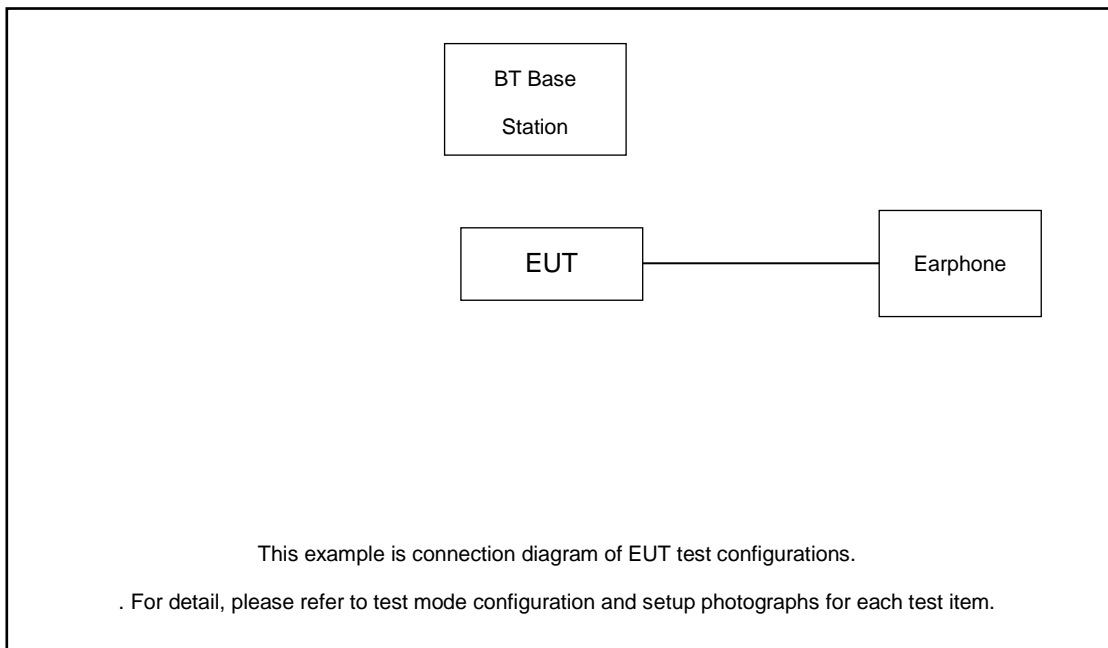 BT Base
Station
EUT
Earphone
This example is connection diagram of EUT test configurations.
. For detail, please refer to test mode configuration and setup photographs for each test item.